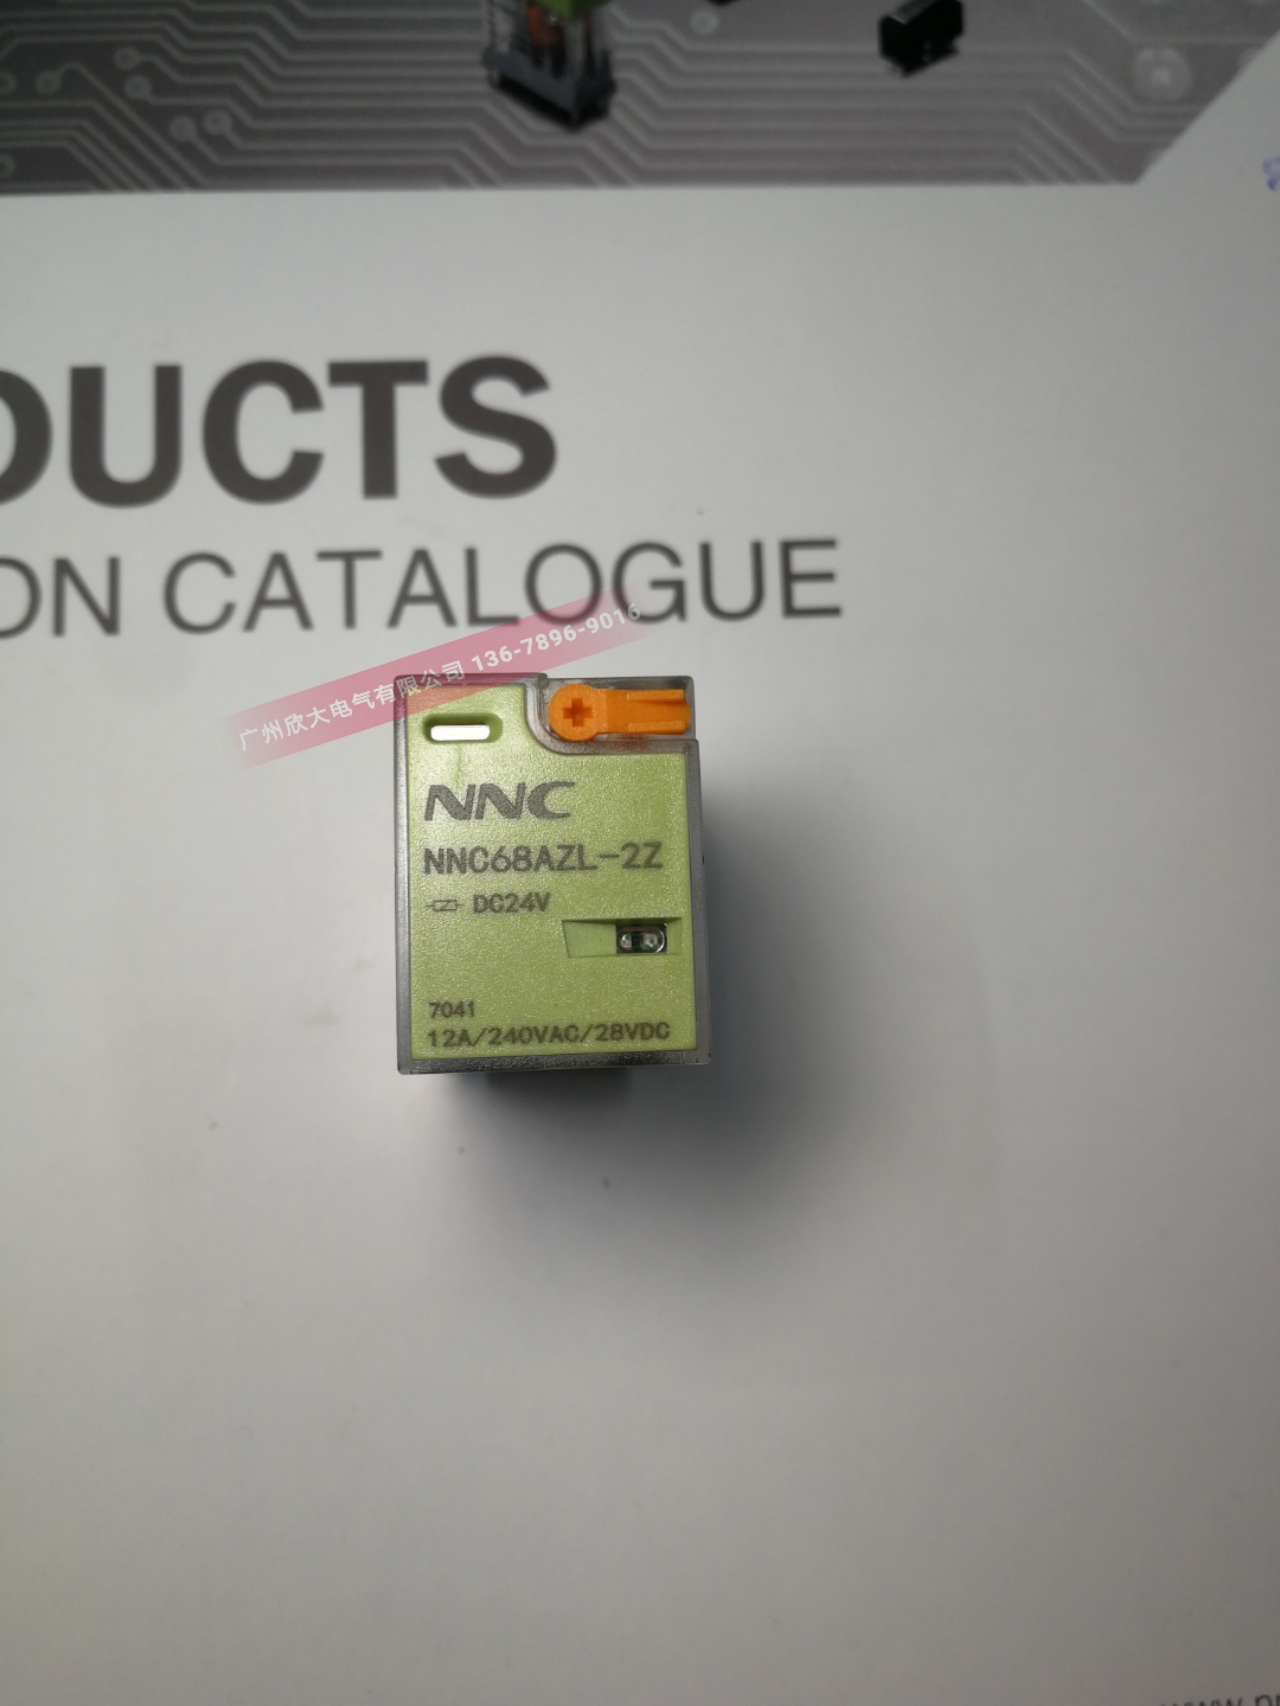 DUCTS
ON CATALOGUE
广州欣大电气有限公司 136-7896-9016
NNC
NNC68AZL-2Z
DC24V
7041
12A/240VAC/28VDC